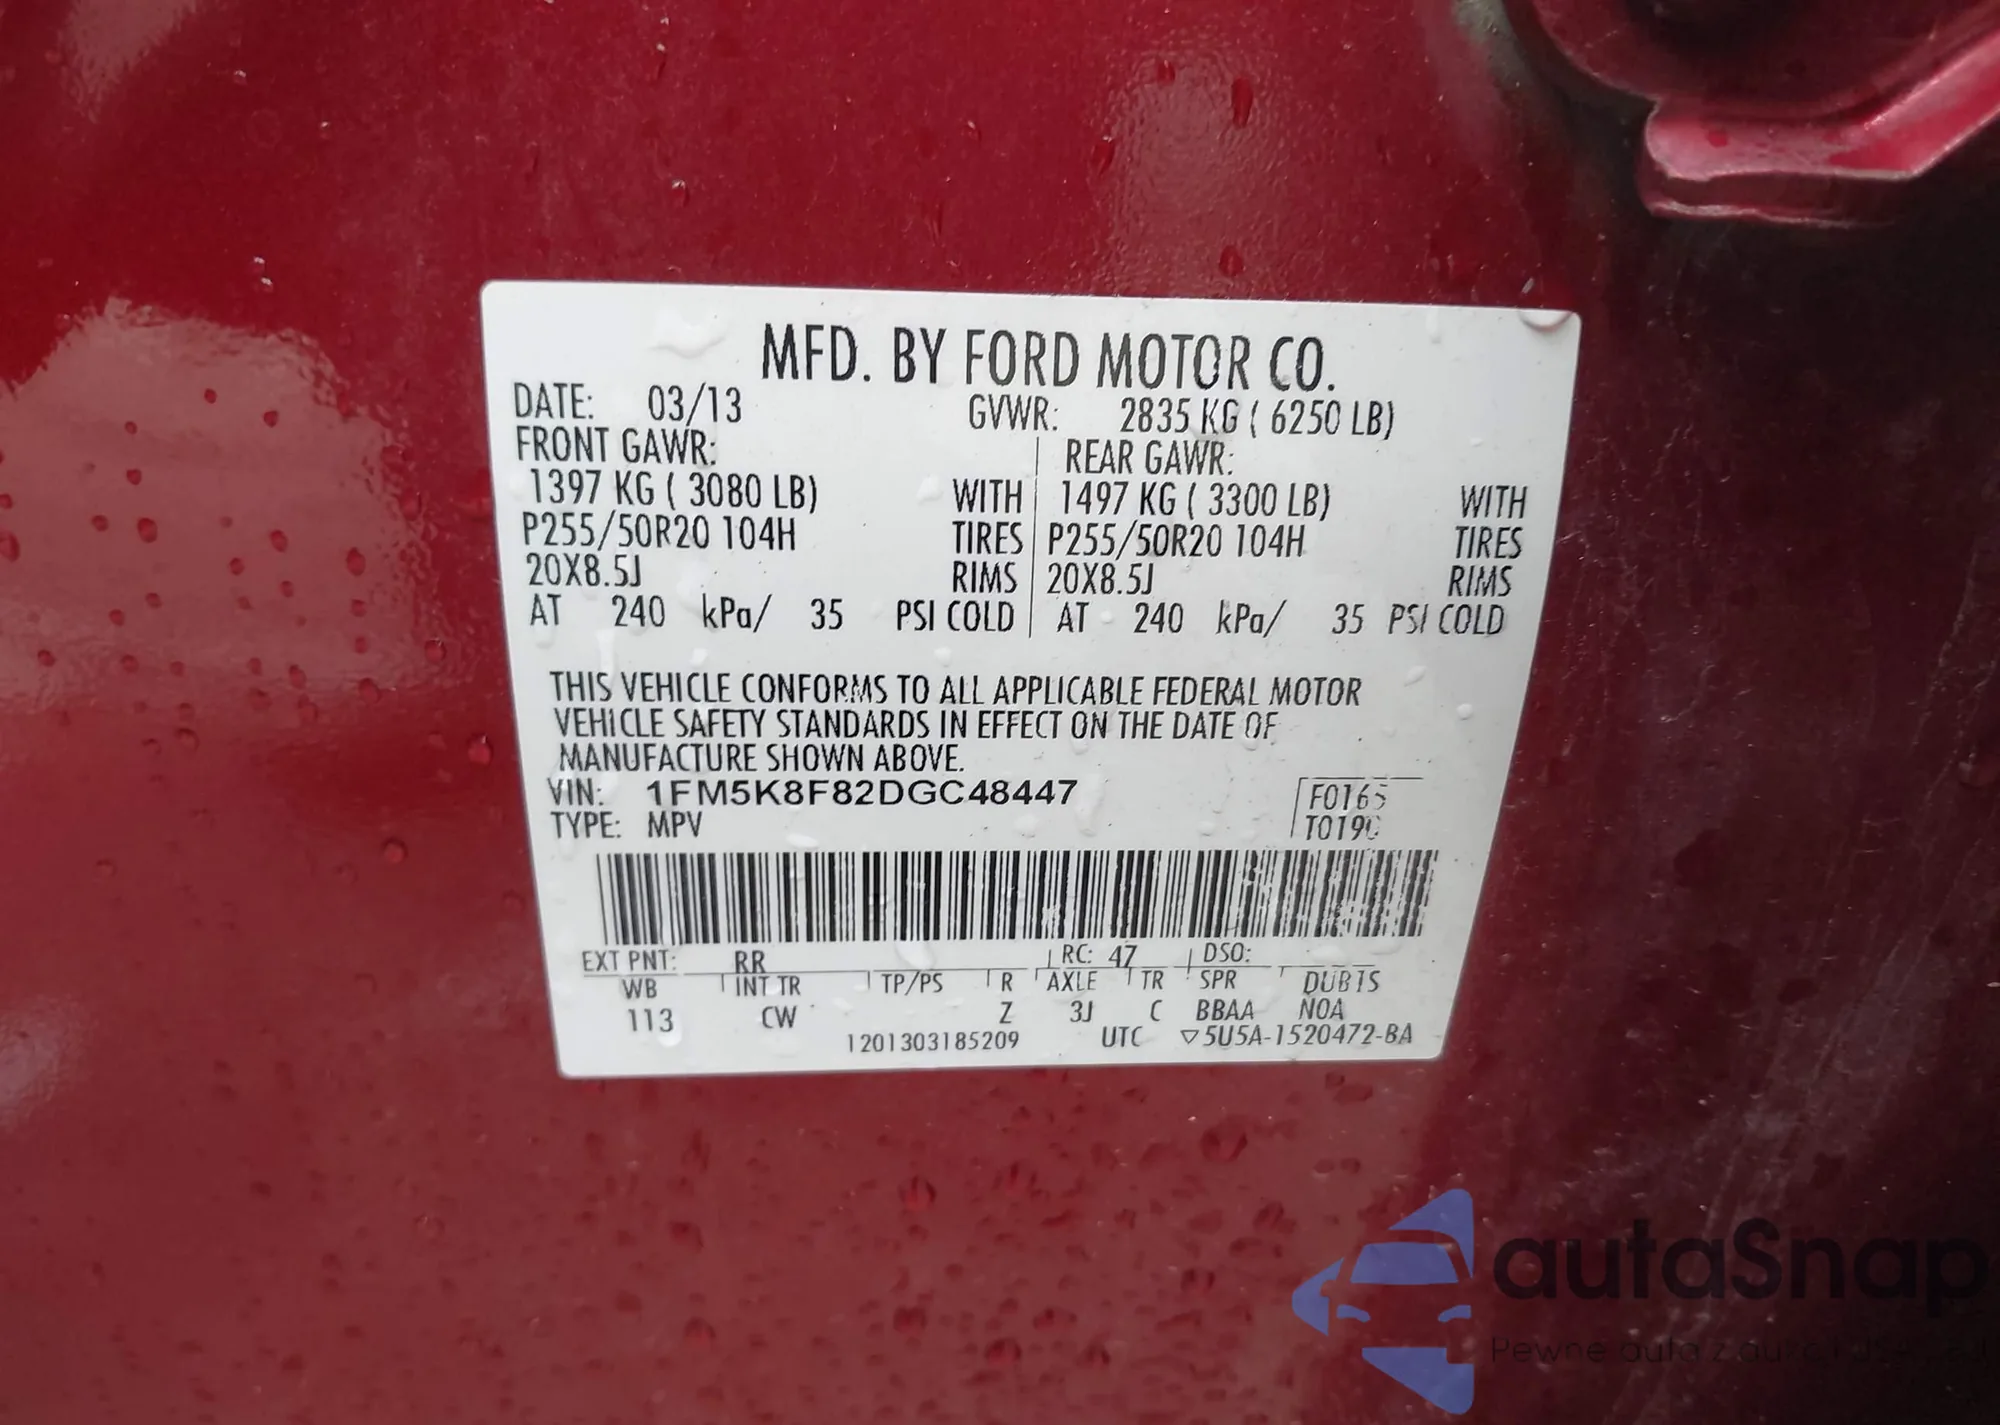 MFD. BY FORD MOTOR CO.
DATE: 03/13 GVWR: 2835 KG ( 6250 LB)
FRONT GAWR: REAR GAWR:
1397 KG ( 3080 LB) WITH 1497 KG ( 3300 LB) WITH
P255/50R20 104H TIRES P255/50R20 104H TIRES
20X8.5J RIMS 20X8.5J RIMS
AT 240 kPa/ 35 PSI COLD AT 240 kPa/ 35 PSI COLD
THIS VEHICLE CONFORMS TO ALL APPLICABLE FEDERAL MOTOR
VEHICLE SAFETY STANDARDS IN EFFECT ON THE DATE OF
MANUFACTURE SHOWN ABOVE.
VIN: 1FM5K8F82DGC48447 F0165
TYPE: MPV T0190
EXT PNT: RR RC: 47 DSO:
WB INT TR TP/PS R AXLE TR SPR DUBTS
113 CW Z 3J C BBAA NOA
1201303185209 UTC ▽5U5A-1520472-BA
autaSnap
Pewne auta z